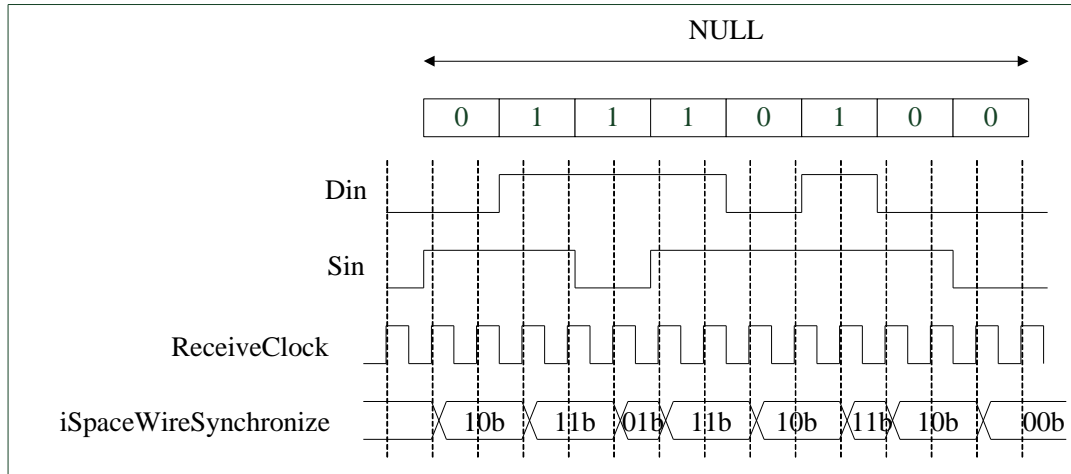 NULL
0 1 1 1 0 1 0 0
Din
Sin
ReceiveClock
iSpaceWireSynchronize 10b 11b 01b 11b 10b 11b 10b 00b